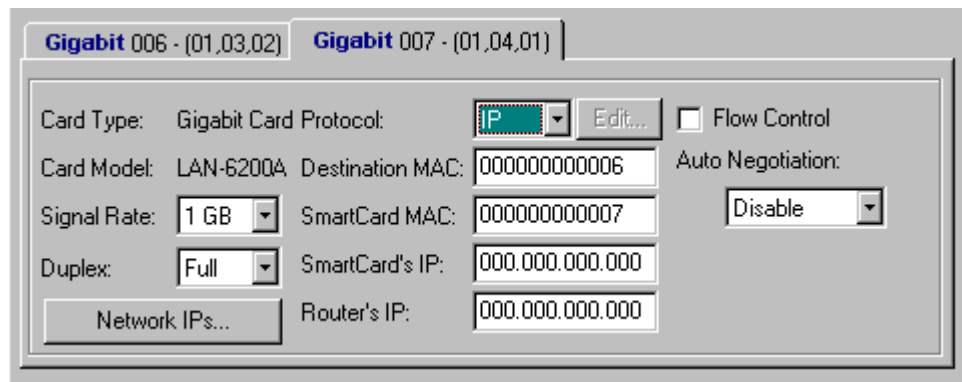 Gigabit 006 - (01,03,02) Gigabit 007 - (01,04,01)
Card Type: Gigabit Card Protocol: IP Edit... Flow Control
Card Model: LAN-6200A Destination MAC: 000000000006 Auto Negotiation:
Signal Rate: 1 GB SmartCard MAC: 000000000007 Disable
Duplex: Full SmartCard's IP: 000.000.000.000
Network IPs... Router's IP: 000.000.000.000